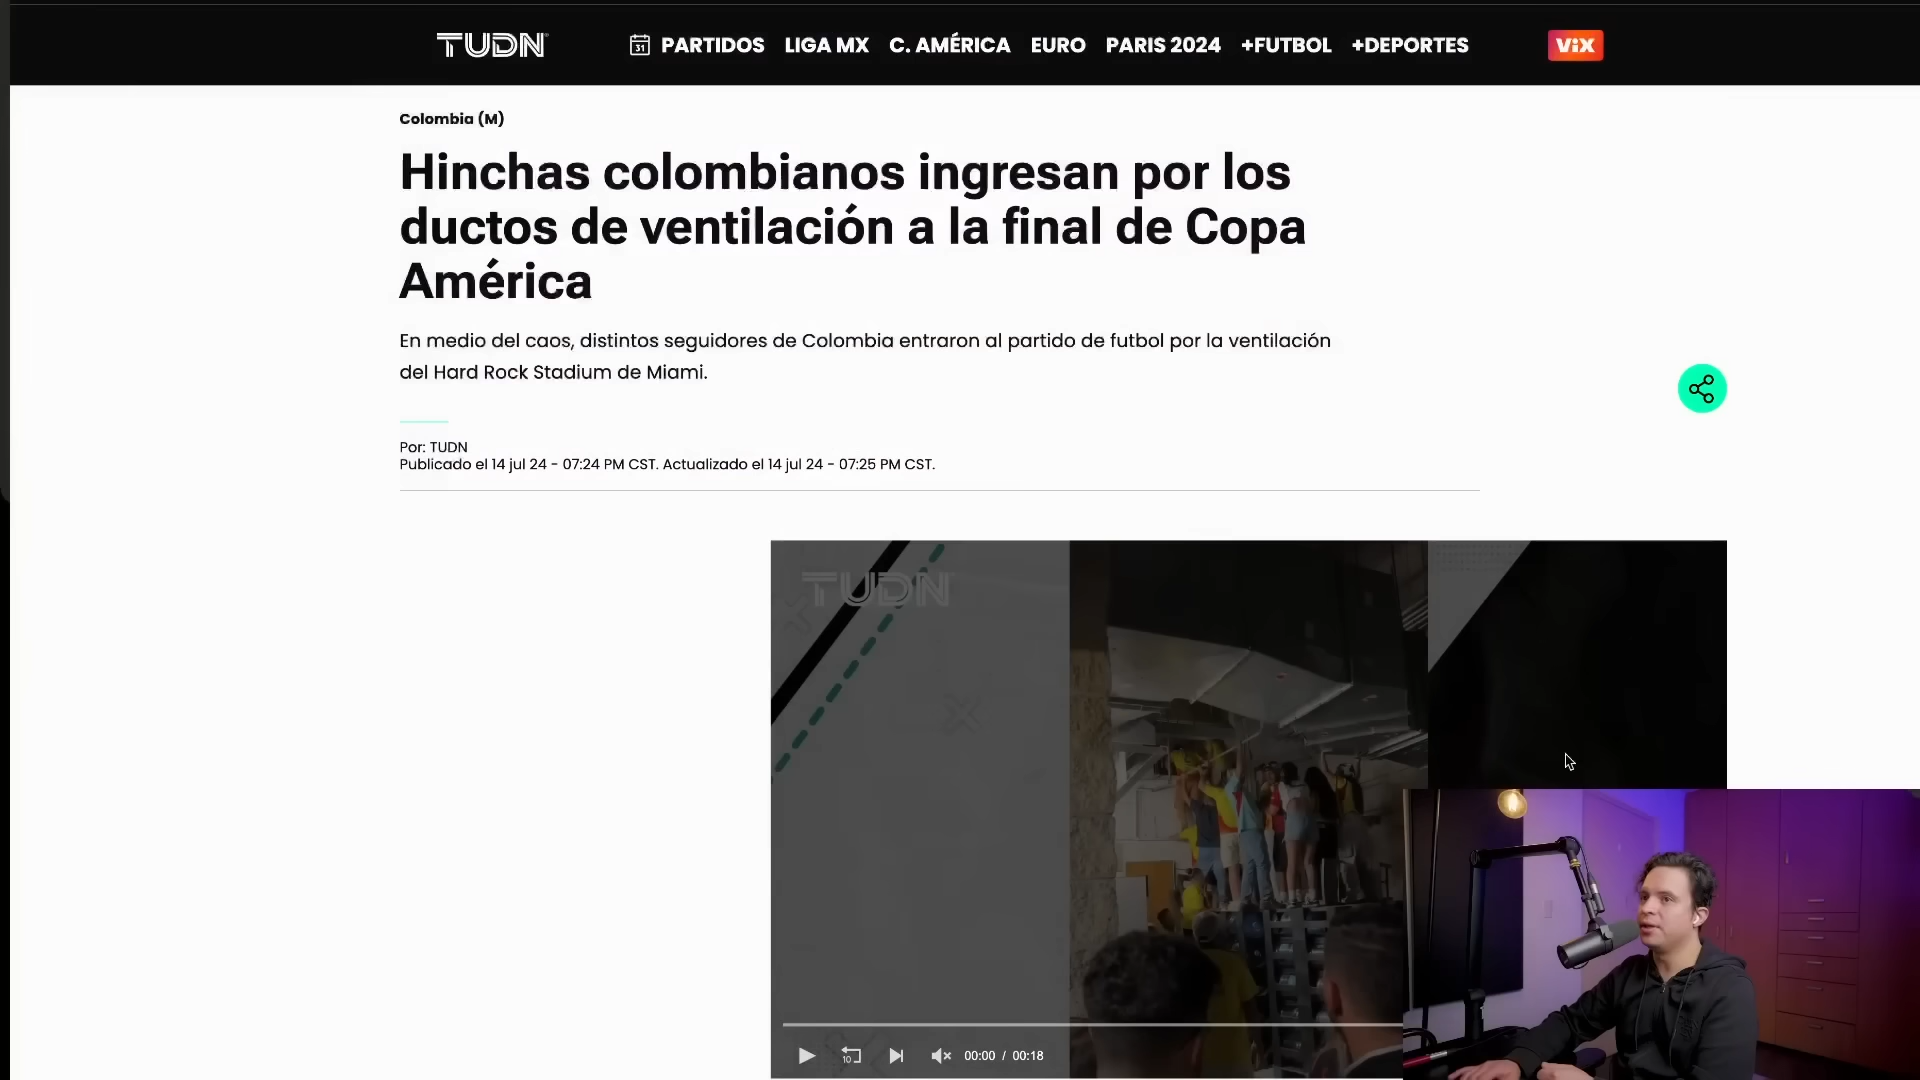 TUDN
31 PARTIDOS LIGA MX C. AMÉRICA EURO PARIS 2024 +FUTBOL +DEPORTES
ViX
Colombia (M)
Hinchas colombianos ingresan por los
ductos de ventilación a la final de Copa
América
En medio del caos, distintos seguidores de Colombia entraron al partido de futbol por la ventilación
del Hard Rock Stadium de Miami.
Por: TUDN
Publicado el 14 jul 24 - 07:24 PM CST. Actualizado el 14 jul 24 - 07:25 PM CST.
TUDN
10 00:00 / 00:18